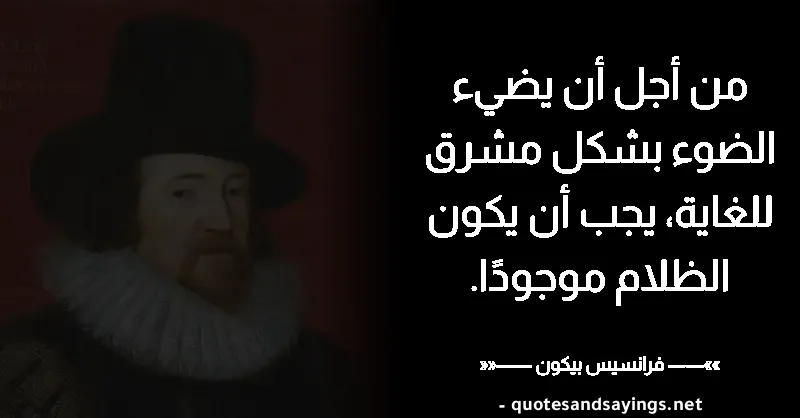 من أجل أن يضيء
الضوء بشكل مشرق
للغاية، يجب أن يكون
الظلام موجودًا.
»»—— فرانسيس بيكون ——««
- quotesandsayings.net